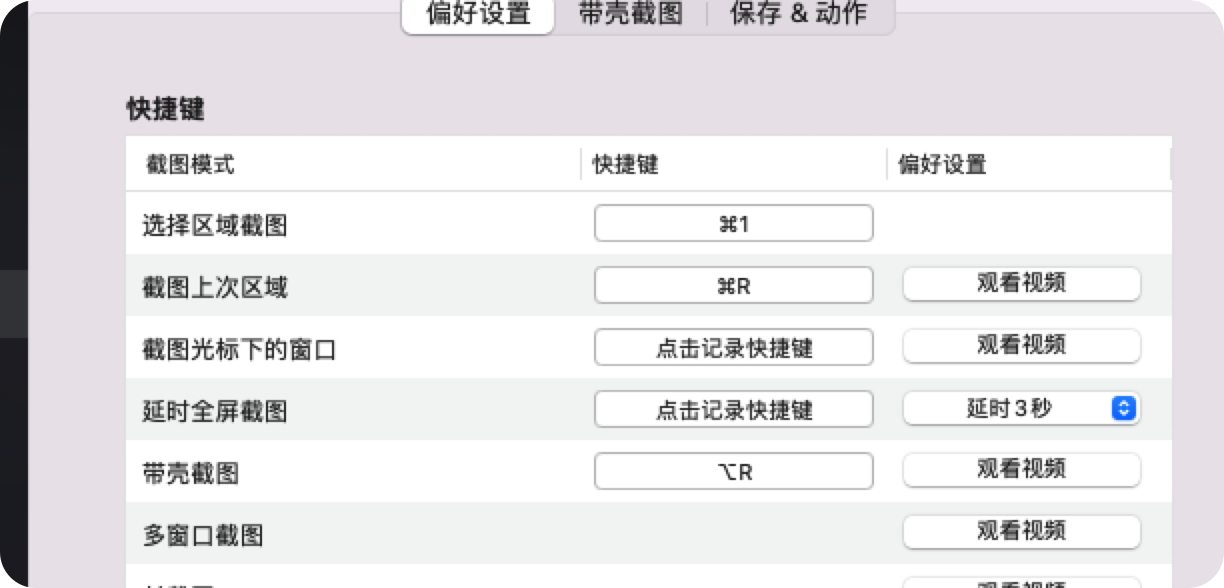 偏好设置 带壳截图 保存 & 动作
快捷键
截图模式 快捷键 偏好设置
选择区域截图 ⌘1
截图上次区域 ⌘R 观看视频
截图光标下的窗口 点击记录快捷键 观看视频
延时全屏截图 点击记录快捷键 延时3秒
带壳截图 ⌥R 观看视频
多窗口截图 观看视频